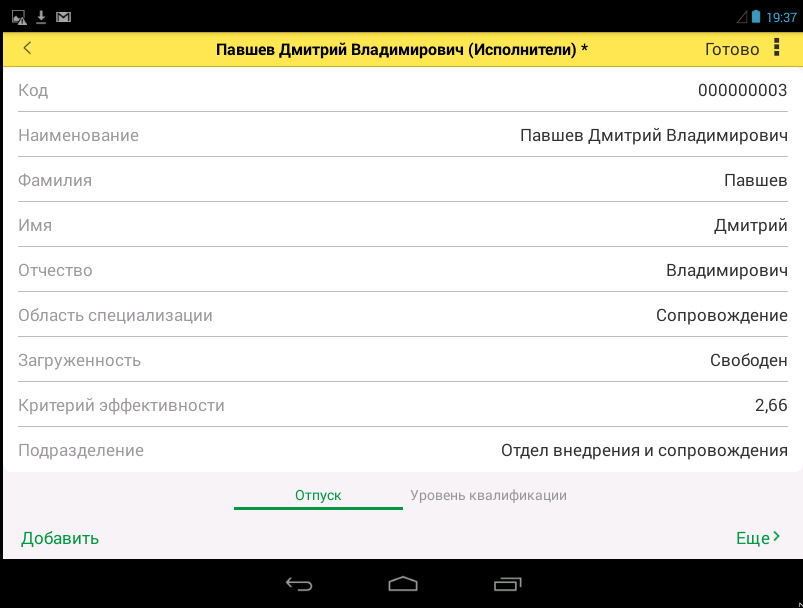 19:37
Павшев Дмитрий Владимирович (Исполнители) * Готово
Код 000000003
Наименование Павшев Дмитрий Владимирович
Фамилия Павшев
Имя Дмитрий
Отчество Владимирович
Область специализации Сопровождение
Загруженность Свободен
Критерий эффективности 2,66
Подразделение Отдел внедрения и сопровождения
Отпуск Уровень квалификации
Добавить Еще